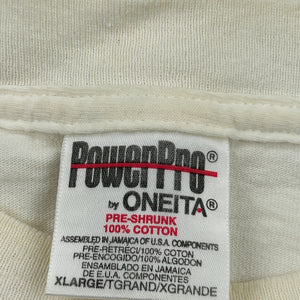 PowerPro®
by ONEITA®
PRE-SHRUNK
100% COTTON
ASSEMBLED IN JAMAICA OF U.S.A. COMPONENTS
PRE-RETRECI/100% COTON
PRE-ENCOGIDO/100% ALGODON
ENSAMBLADO EN JAMAICA
DE E.U.A. COMPONENTES
XLARGE/TGRAND/XGRANDE